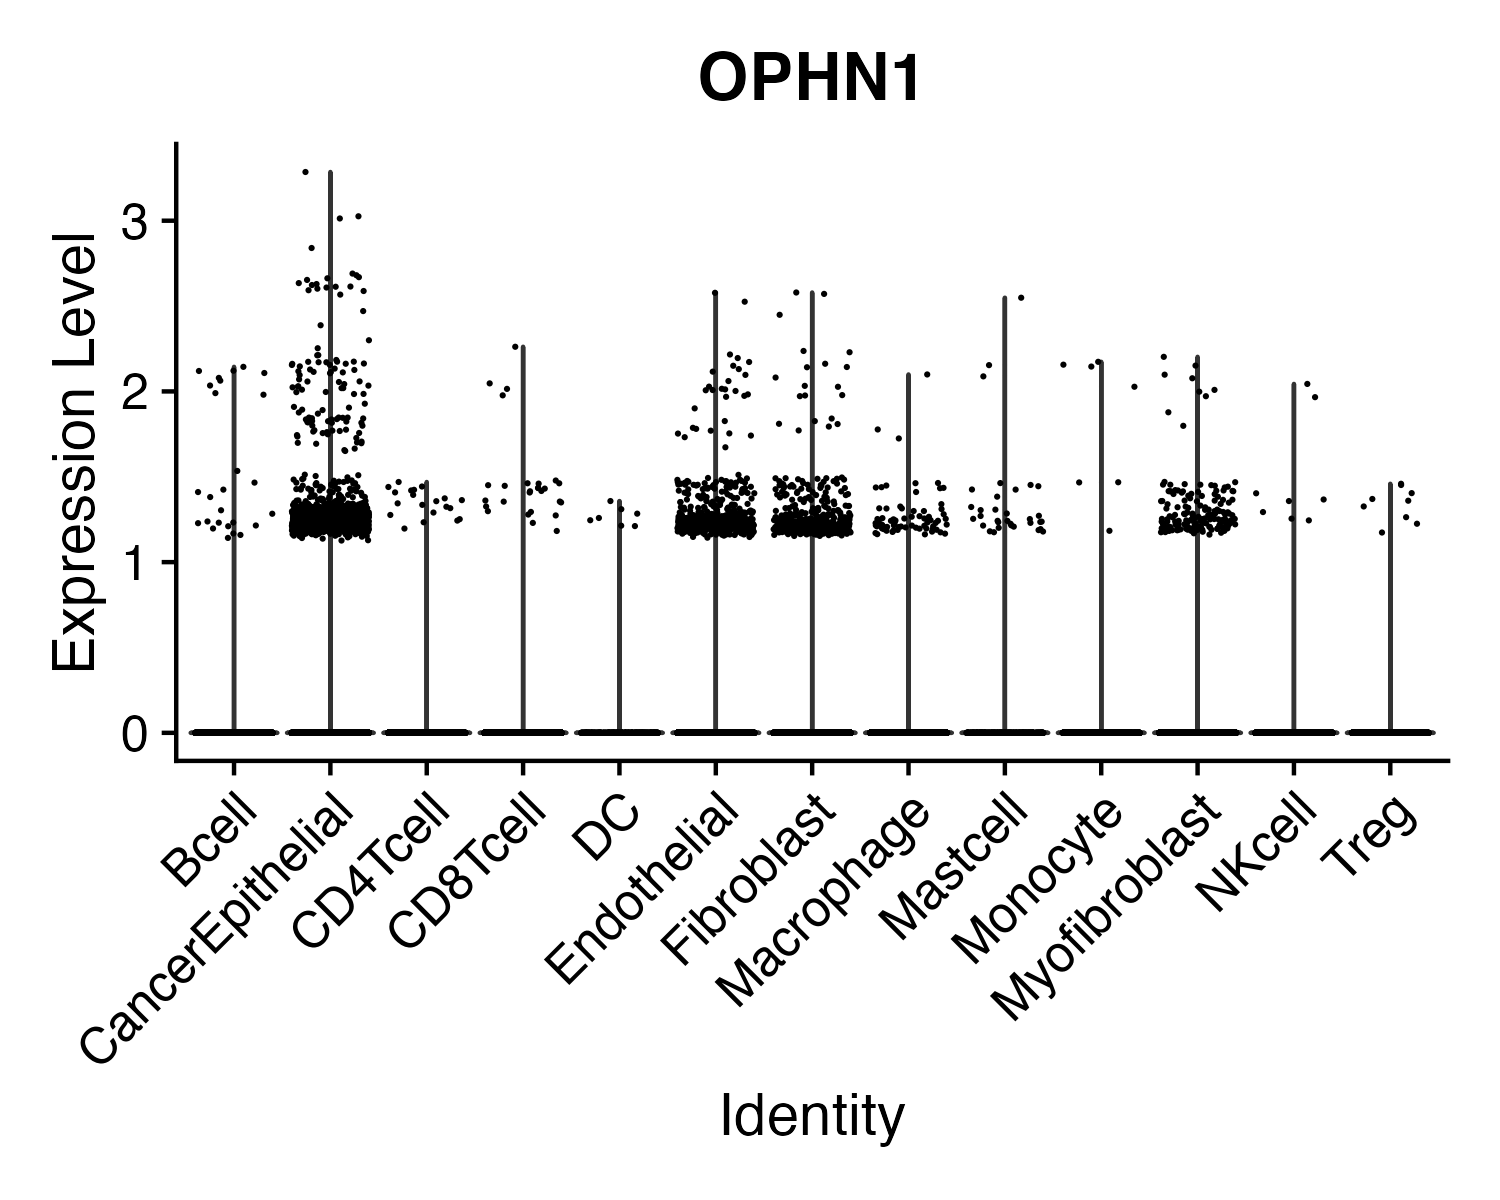 OPHN1
Expression Level
3
2
1
0
Bcell
CancerEpithelial
CD4Tcell
CD8Tcell
DC
Endothelial
Fibroblast
Macrophage
Mastcell
Monocyte
Myofibroblast
NKcell
Treg
Identity